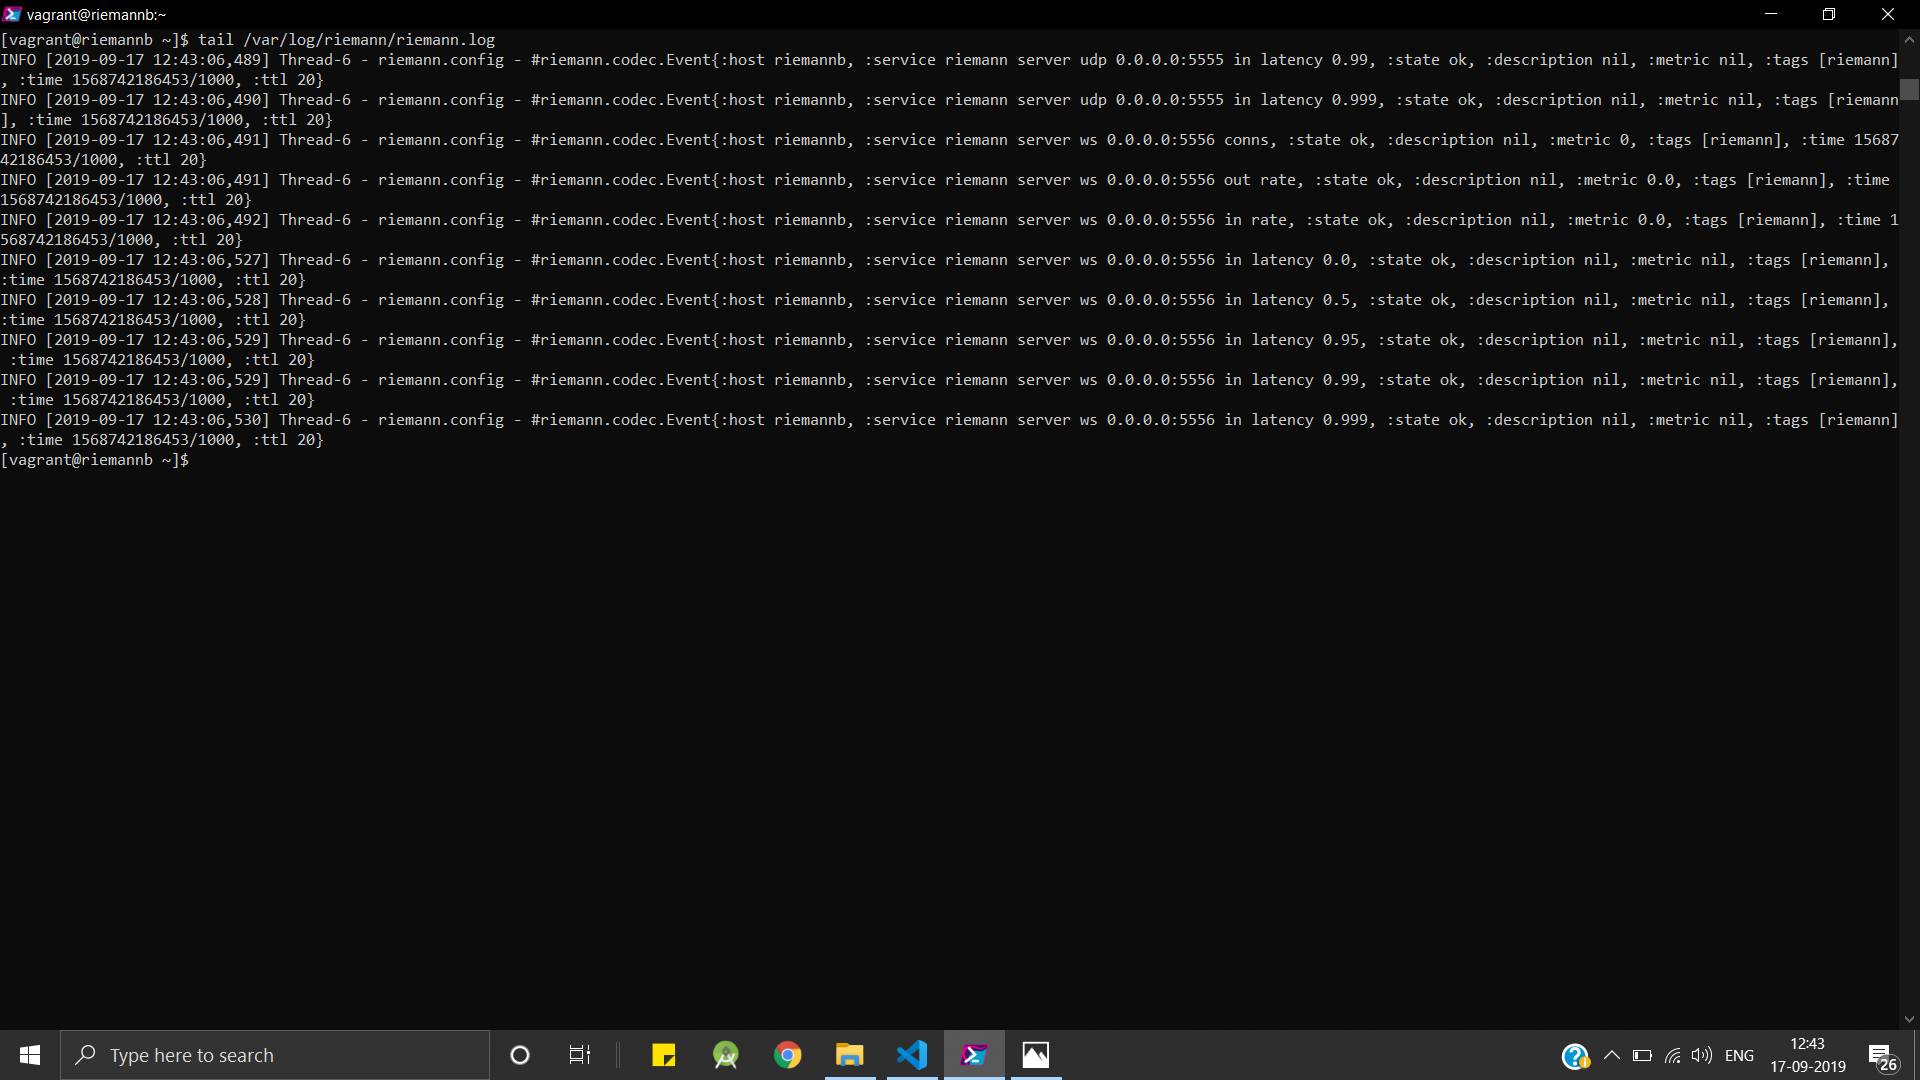 vagrant@riemannb:~
[vagrant@riemannb ~]$ tail /var/log/riemann/riemann.log
INFO [2019-09-17 12:43:06,489] Thread-6 - riemann.config - #riemann.codec.Event{:host riemannb, :service riemann server udp 0.0.0.0:5555 in latency 0.99, :state ok, :description nil, :metric nil, :tags [riemann]
, :time 1568742186453/1000, :ttl 20}
INFO [2019-09-17 12:43:06,490] Thread-6 - riemann.config - #riemann.codec.Event{:host riemannb, :service riemann server udp 0.0.0.0:5555 in latency 0.999, :state ok, :description nil, :metric nil, :tags [riemann
], :time 1568742186453/1000, :ttl 20}
INFO [2019-09-17 12:43:06,491] Thread-6 - riemann.config - #riemann.codec.Event{:host riemannb, :service riemann server ws 0.0.0.0:5556 conns, :state ok, :description nil, :metric 0, :tags [riemann], :time 15687
42186453/1000, :ttl 20}
INFO [2019-09-17 12:43:06,491] Thread-6 - riemann.config - #riemann.codec.Event{:host riemannb, :service riemann server ws 0.0.0.0:5556 out rate, :state ok, :description nil, :metric 0.0, :tags [riemann], :time
1568742186453/1000, :ttl 20}
INFO [2019-09-17 12:43:06,492] Thread-6 - riemann.config - #riemann.codec.Event{:host riemannb, :service riemann server ws 0.0.0.0:5556 in rate, :state ok, :description nil, :metric 0.0, :tags [riemann], :time 1
568742186453/1000, :ttl 20}
INFO [2019-09-17 12:43:06,527] Thread-6 - riemann.config - #riemann.codec.Event{:host riemannb, :service riemann server ws 0.0.0.0:5556 in latency 0.0, :state ok, :description nil, :metric nil, :tags [riemann],
:time 1568742186453/1000, :ttl 20}
INFO [2019-09-17 12:43:06,528] Thread-6 - riemann.config - #riemann.codec.Event{:host riemannb, :service riemann server ws 0.0.0.0:5556 in latency 0.5, :state ok, :description nil, :metric nil, :tags [riemann],
:time 1568742186453/1000, :ttl 20}
INFO [2019-09-17 12:43:06,529] Thread-6 - riemann.config - #riemann.codec.Event{:host riemannb, :service riemann server ws 0.0.0.0:5556 in latency 0.95, :state ok, :description nil, :metric nil, :tags [riemann],
 :time 1568742186453/1000, :ttl 20}
INFO [2019-09-17 12:43:06,529] Thread-6 - riemann.config - #riemann.codec.Event{:host riemannb, :service riemann server ws 0.0.0.0:5556 in latency 0.99, :state ok, :description nil, :metric nil, :tags [riemann],
 :time 1568742186453/1000, :ttl 20}
INFO [2019-09-17 12:43:06,530] Thread-6 - riemann.config - #riemann.codec.Event{:host riemannb, :service riemann server ws 0.0.0.0:5556 in latency 0.999, :state ok, :description nil, :metric nil, :tags [riemann]
, :time 1568742186453/1000, :ttl 20}
[vagrant@riemannb ~]$
Type here to search
ENG
12:43
17-09-2019
26